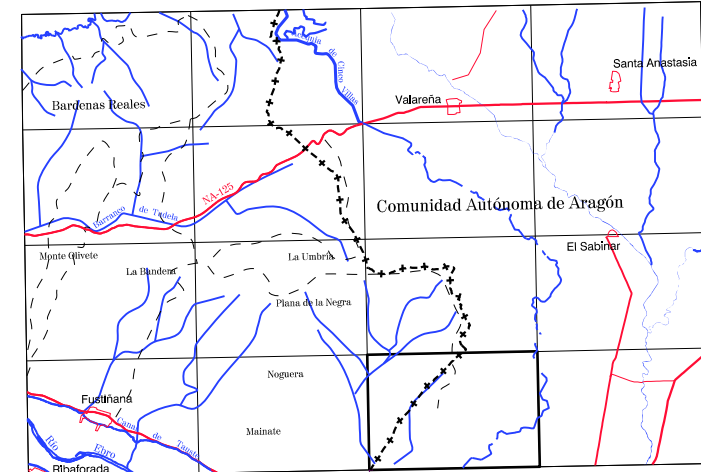 Acequia de Cinco Villas
Santa Anastasia
Bardenas Reales
Valareña
NA-125
Comunidad Autónoma de Aragón
Barranco de Tudela
El Sabinar
Monte Olivete
La Umbría
La Bandera
Plana de la Negra
Noguera
Fustiñana
Canal de Tauste
Mainate
Río Ebro
Ribaforada